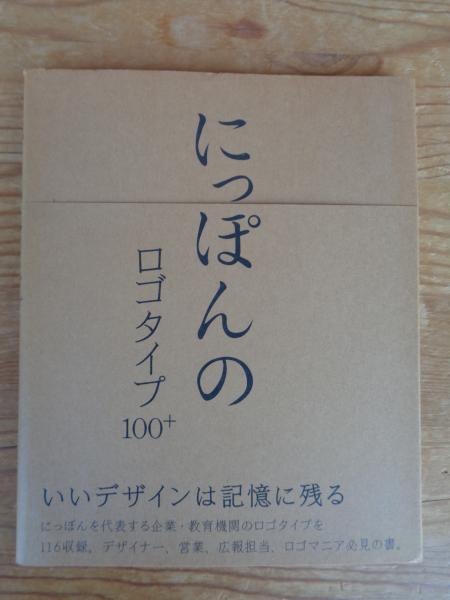 にっぽんの
ロゴタイプ
100+
いいデザインは記憶に残る
にっぽんを代表する企業・教育機関のロゴタイプを
116収録。デザイナー、営業、広報担当、ロゴマニア必見の書。